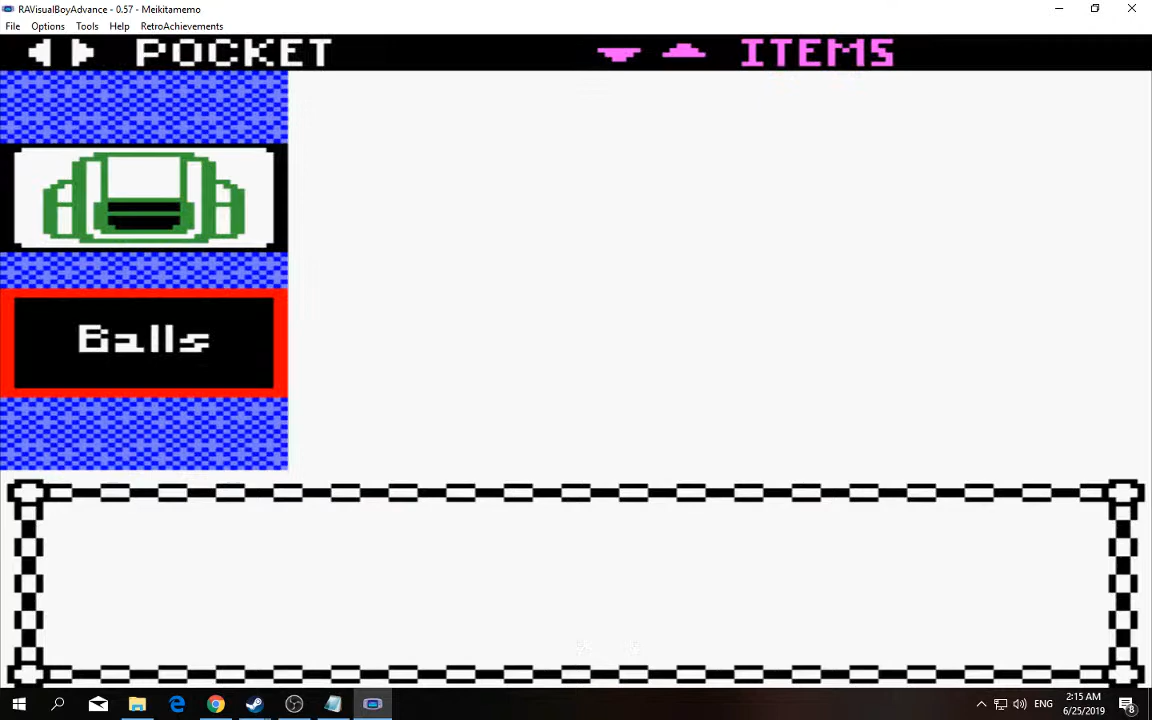 RAVisualBoyAdvance - 0.57 - Meikitamemo
File Options Tools Help RetroAchievements
POCKET ITEMS
Balls
ENG
2:15 AM
6/25/2019
8